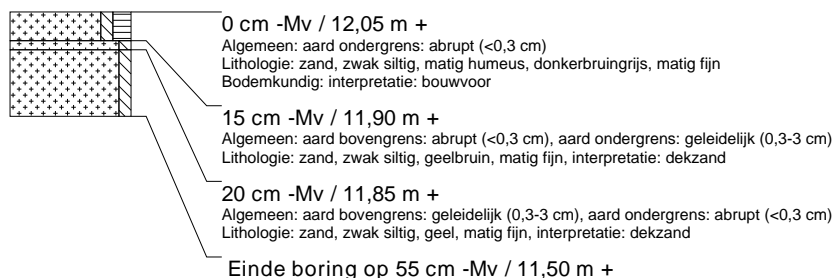 0 cm -Mv / 12,05 m +
Algemeen: aard ondergrens: abrupt (<0,3 cm)
Lithologie: zand, zwak siltig, matig humeus, donkerbruingrijs, matig fijn
Bodemkundig: interpretatie: bouwvoor
15 cm -Mv / 11,90 m +
Algemeen: aard bovengrens: abrupt (<0,3 cm), aard ondergrens: geleidelijk (0,3-3 cm)
Lithologie: zand, zwak siltig, geelbruin, matig fijn, interpretatie: dekzand
20 cm -Mv / 11,85 m +
Algemeen: aard bovengrens: geleidelijk (0,3-3 cm), aard ondergrens: abrupt (<0,3 cm)
Lithologie: zand, zwak siltig, geel, matig fijn, interpretatie: dekzand
Einde boring op 55 cm -Mv / 11,50 m +